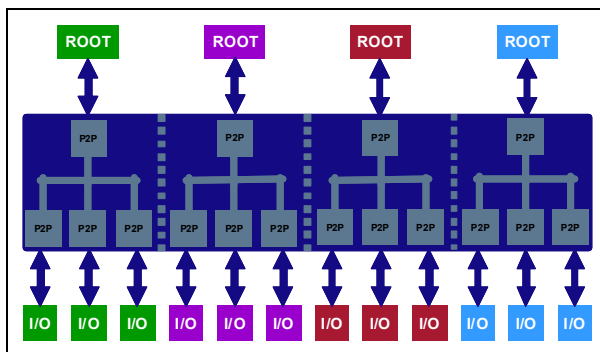 ROOT ROOT ROOT ROOT
P2P P2P P2P P2P
P2P P2P P2P P2P P2P P2P P2P P2P P2P P2P P2P P2P
I/O I/O I/O I/O I/O I/O I/O I/O I/O I/O I/O I/O